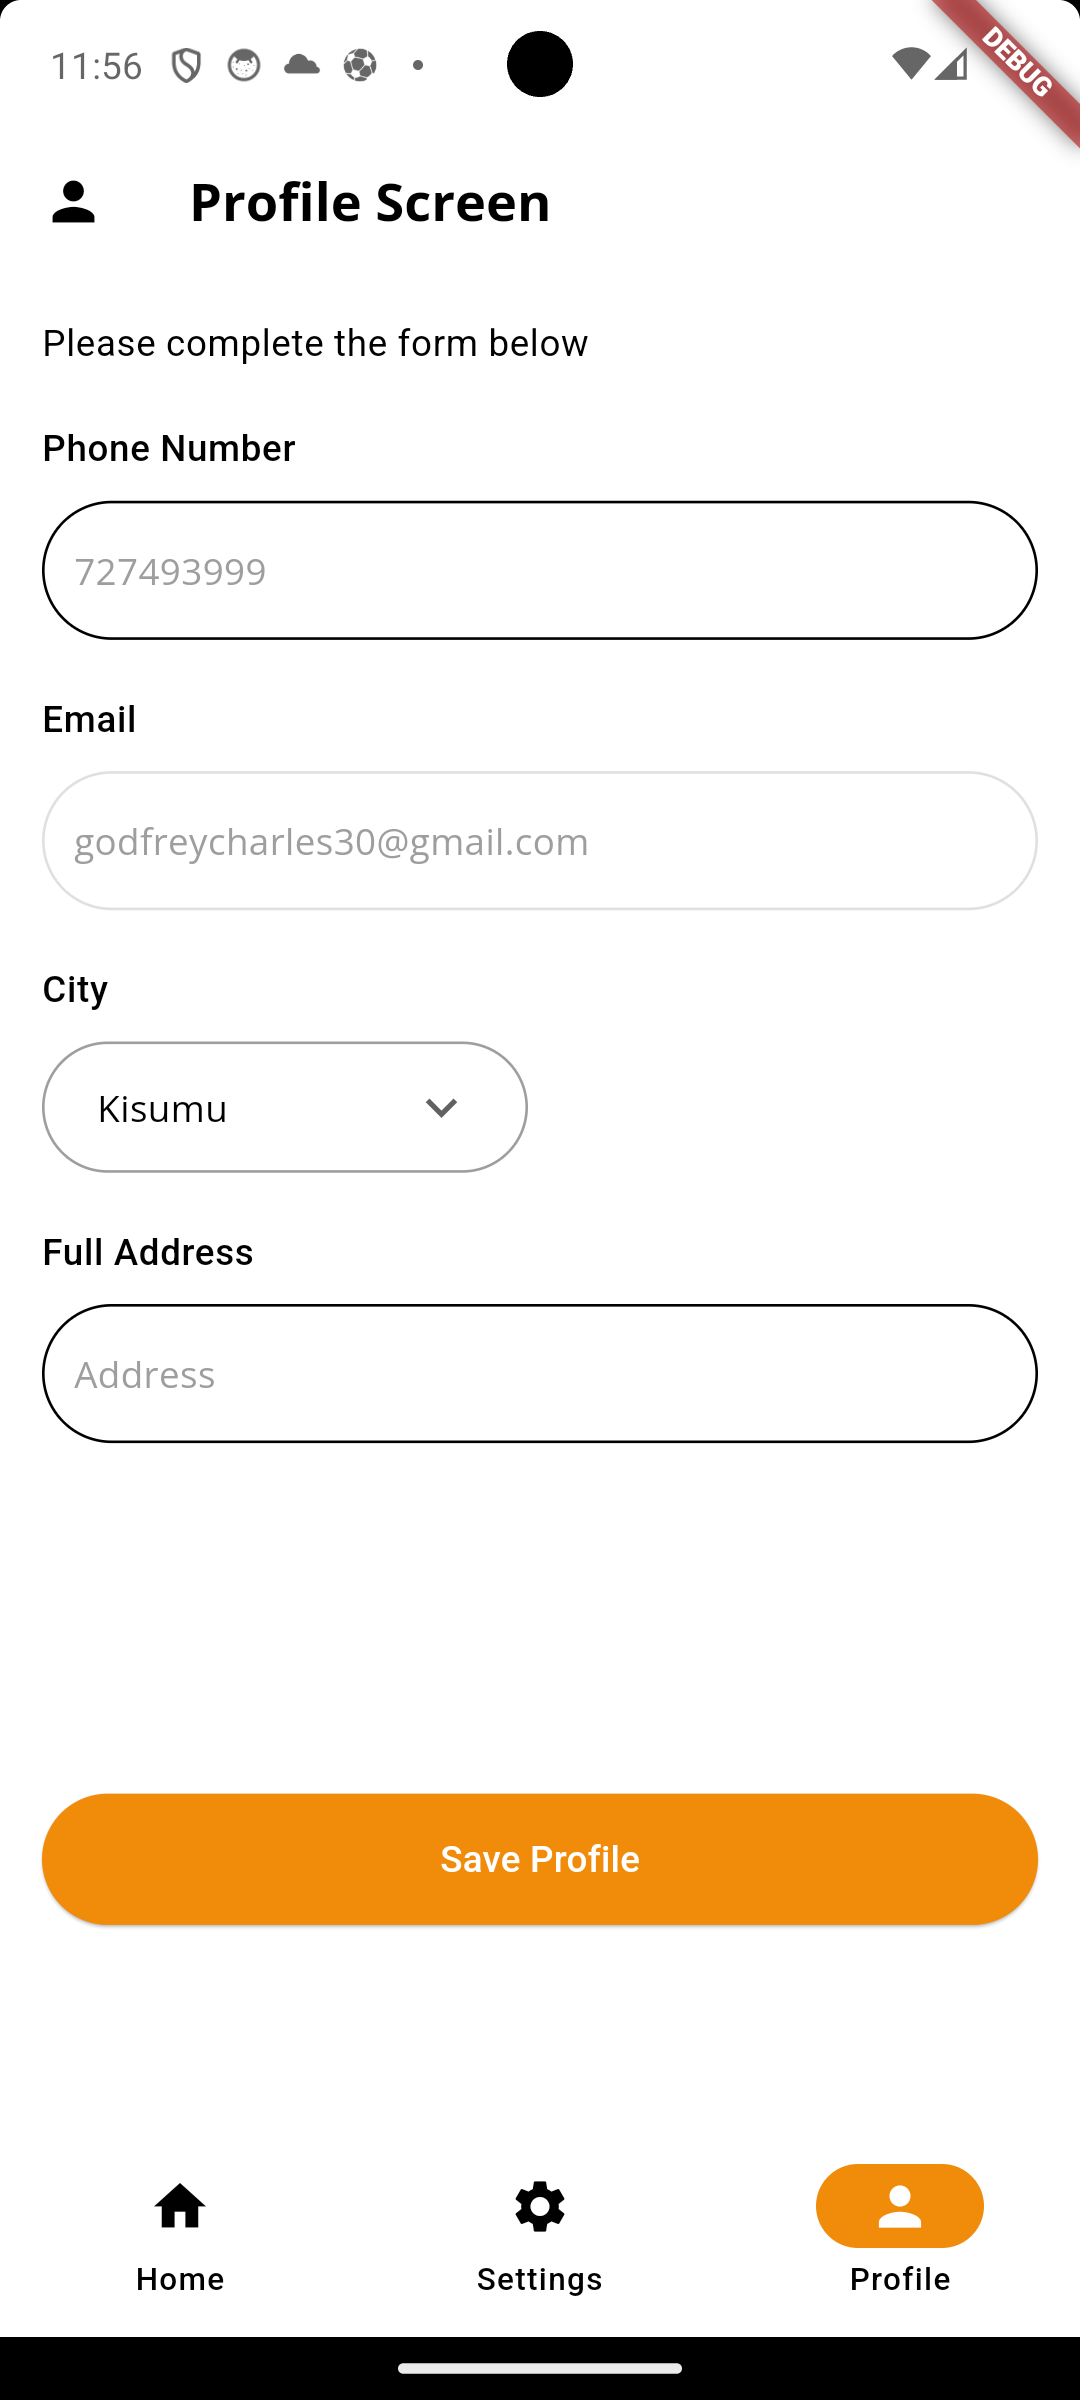 11:56
DEBUG
Profile Screen
Please complete the form below
Phone Number
727493999
Email
godfreycharles30@gmail.com
City
Kisumu
Full Address
Address
Save Profile
Home
Settings
Profile